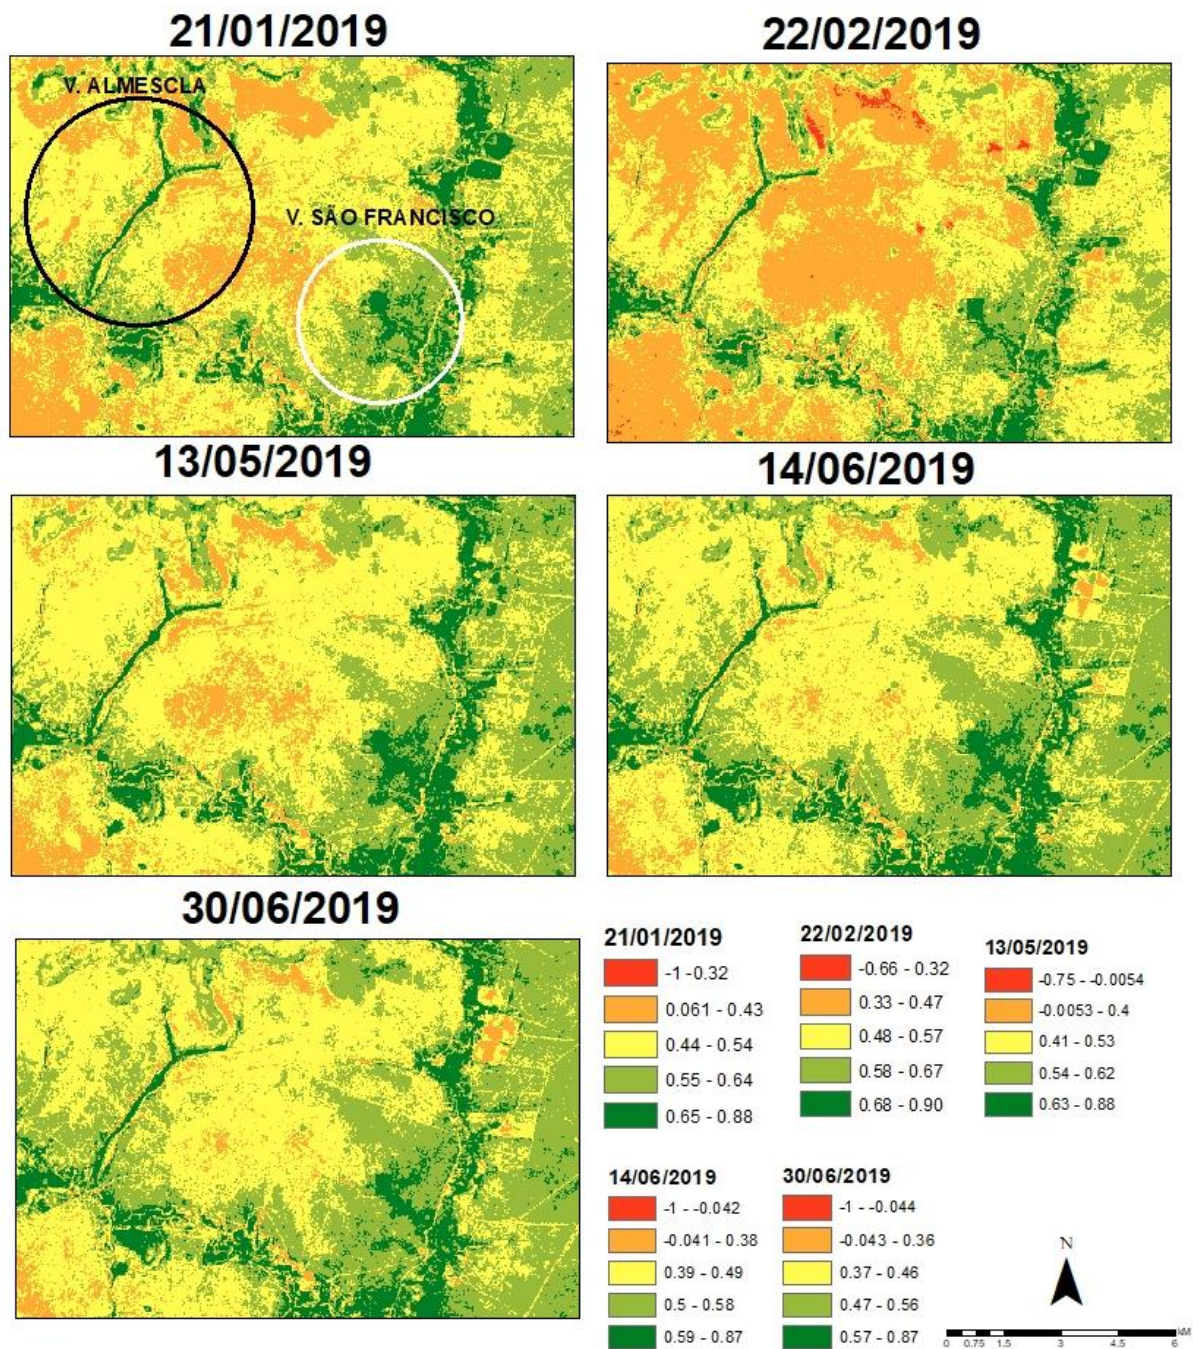 21/01/2019
22/02/2019
V. ALMESCLA
V. SÃO FRANCISCO
13/05/2019
14/06/2019
30/06/2019
21/01/2019
-1 -0.32
0.061 - 0.43
0.44 - 0.54
0.55 - 0.64
0.65 - 0.88
22/02/2019
-0.66 - 0.32
0.33 - 0.47
0.48 - 0.57
0.58 - 0.67
0.68 - 0.90
13/05/2019
-0.75 - -0.0054
-0.0053 - 0.4
0.41 - 0.53
0.54 - 0.62
0.63 - 0.88
14/06/2019
-1 - -0.042
-0.041 - 0.38
0.39 - 0.49
0.5 - 0.58
0.59 - 0.87
30/06/2019
-1 - -0.044
-0.043 - 0.36
0.37 - 0.46
0.47 - 0.56
0.57 - 0.87
N
kM
0 0.75 1.5 3 4.5 6